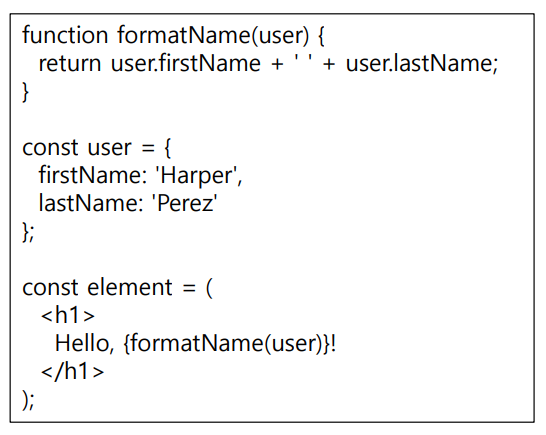 function formatName(user) {
return user.firstName + ' ' + user.lastName;
}
const user = {
firstName: 'Harper',
lastName: 'Perez'
};
const element = (
<h1>
Hello, {formatName(user)}!
</h1>
);